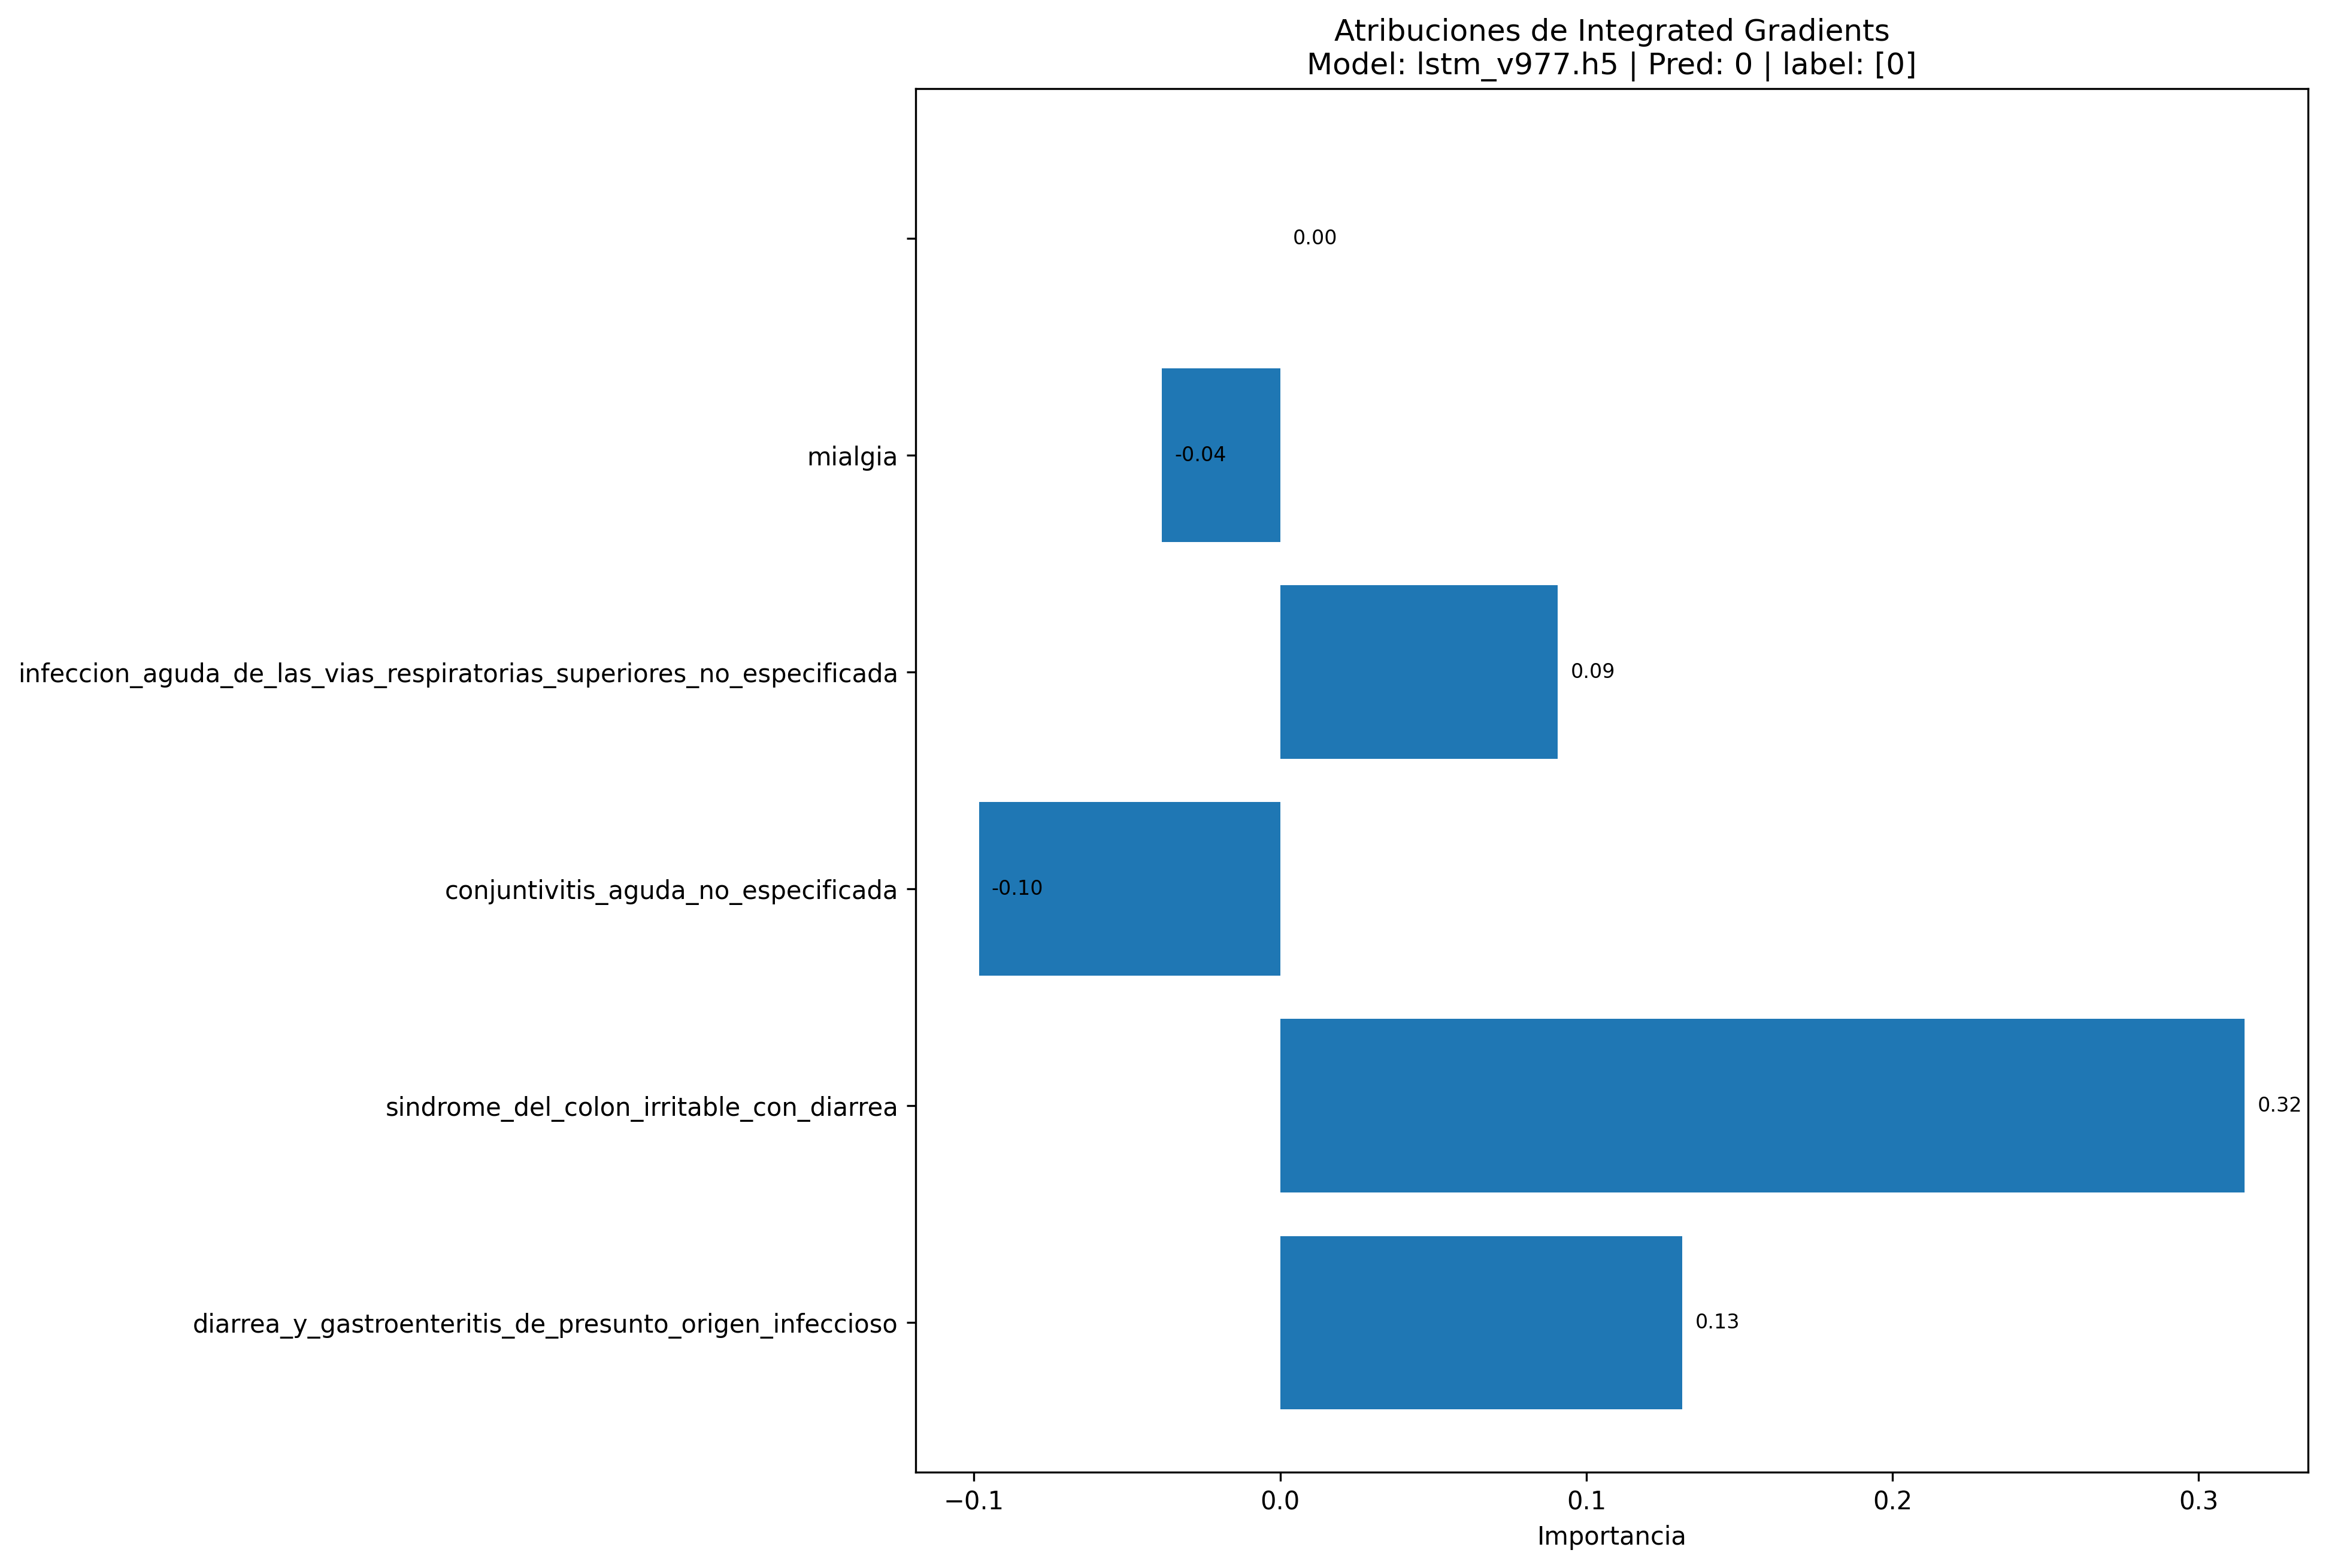 Atribuciones de Integrated Gradients
Model: lstm_v977.h5 | Pred: 0 | label: [0]
0.00
mialgia
-0.04
infeccion_aguda_de_las_vias_respiratorias_superiores_no_especificada
0.09
conjuntivitis_aguda_no_especificada
-0.10
sindrome_del_colon_irritable_con_diarrea
0.32
diarrea_y_gastroenteritis_de_presunto_origen_infeccioso
0.13
−0.1 0.0 0.1 0.2 0.3
Importancia